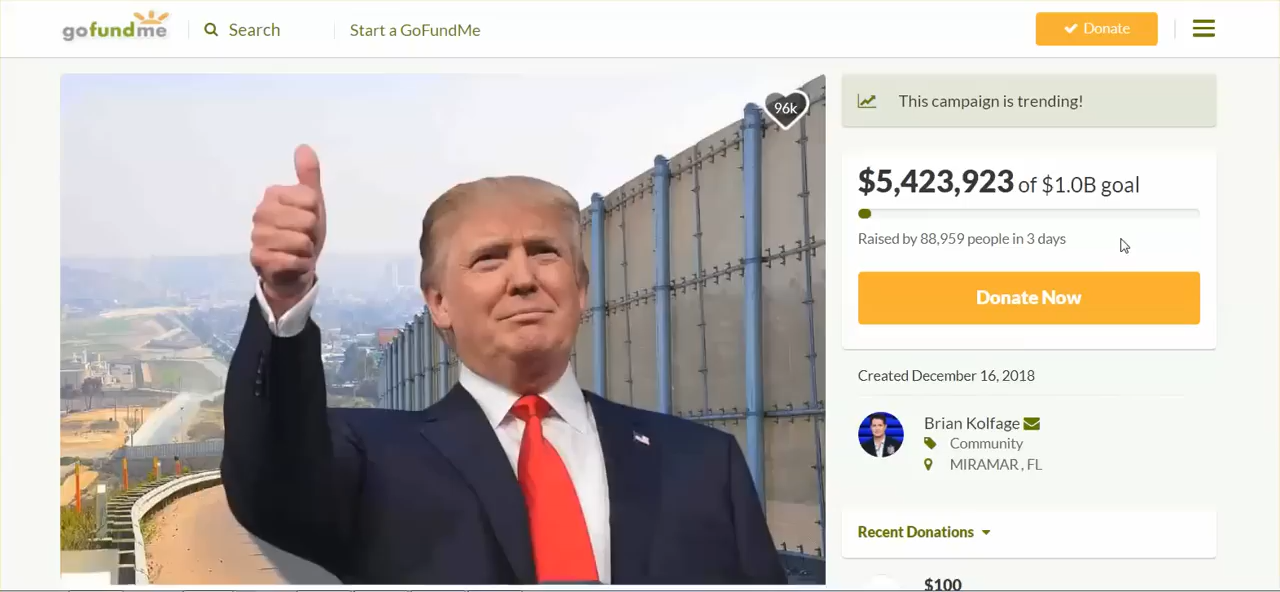 gofundme
Search
Start a GoFundMe
Donate
96k
This campaign is trending!
$5,423,923 of $1.0B goal
Raised by 88,959 people in 3 days
Donate Now
Created December 16, 2018
Brian Kolfage
Community
MIRAMAR , FL
Recent Donations
$100